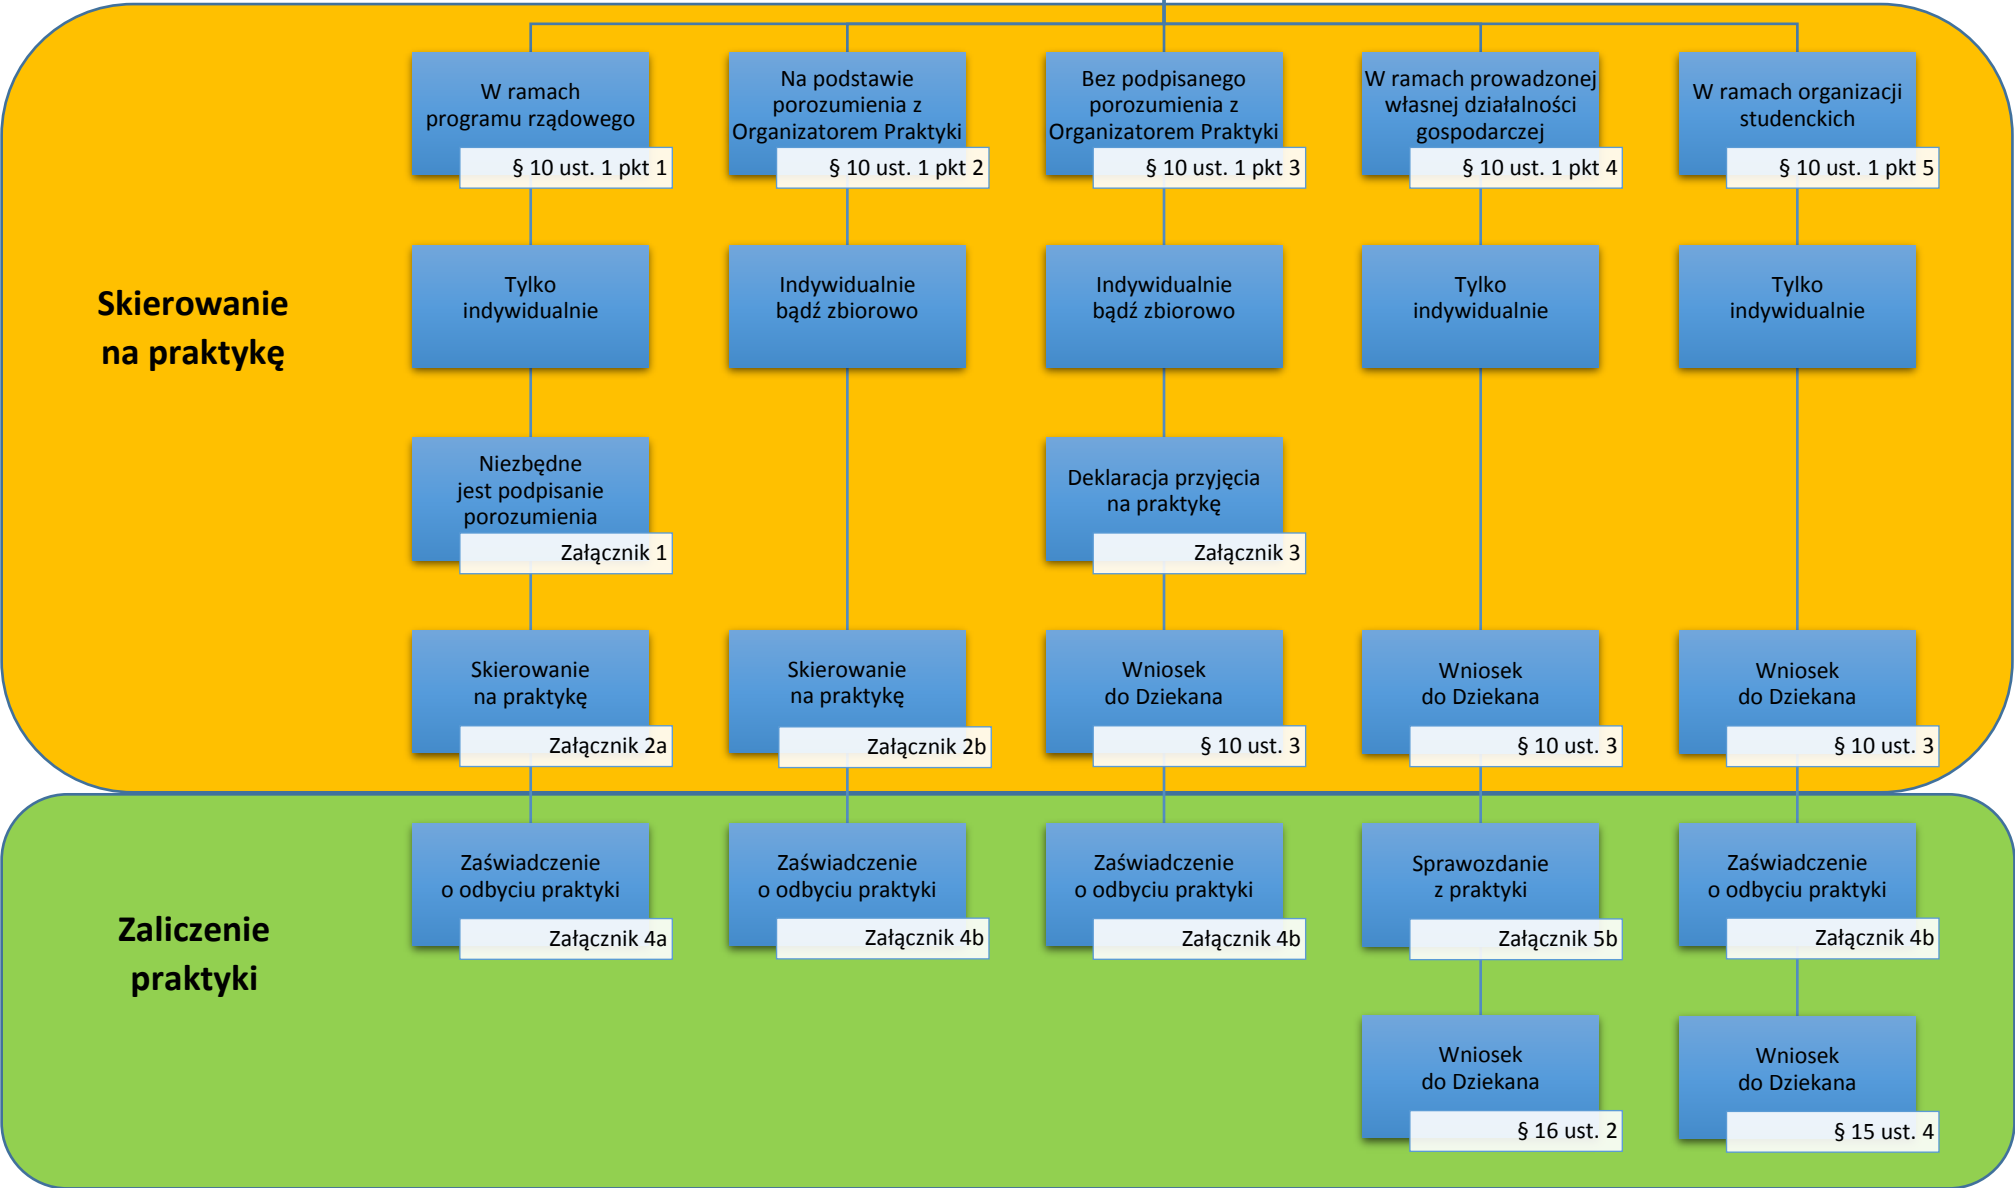 W ramach
programu rządowego
§ 10 ust. 1 pkt 1
Na podstawie
porozumienia z
Organizatorem Praktyki
§ 10 ust. 1 pkt 2
Bez podpisanego
porozumienia z
Organizatorem Praktyki
§ 10 ust. 1 pkt 3
W ramach prowadzonej
własnej działalności
gospodarczej
§ 10 ust. 1 pkt 4
W ramach organizacji
studenckich
§ 10 ust. 1 pkt 5
Skierowanie
na praktykę
Tylko
indywidualnie
Indywidualnie
bądź zbiorowo
Indywidualnie
bądź zbiorowo
Tylko
indywidualnie
Tylko
indywidualnie
Niezbędne
jest podpisanie
porozumienia
Załącznik 1
Deklaracja przyjęcia
na praktykę
Załącznik 3
Skierowanie
na praktykę
Załącznik 2a
Skierowanie
na praktykę
Załącznik 2b
Wniosek
do Dziekana
§ 10 ust. 3
Wniosek
do Dziekana
§ 10 ust. 3
Wniosek
do Dziekana
§ 10 ust. 3
Zaliczenie
praktyki
Zaświadczenie
o odbyciu praktyki
Załącznik 4a
Zaświadczenie
o odbyciu praktyki
Załącznik 4b
Zaświadczenie
o odbyciu praktyki
Załącznik 4b
Sprawozdanie
z praktyki
Załącznik 5b
Zaświadczenie
o odbyciu praktyki
Załącznik 4b
Wniosek
do Dziekana
§ 16 ust. 2
Wniosek
do Dziekana
§ 15 ust. 4